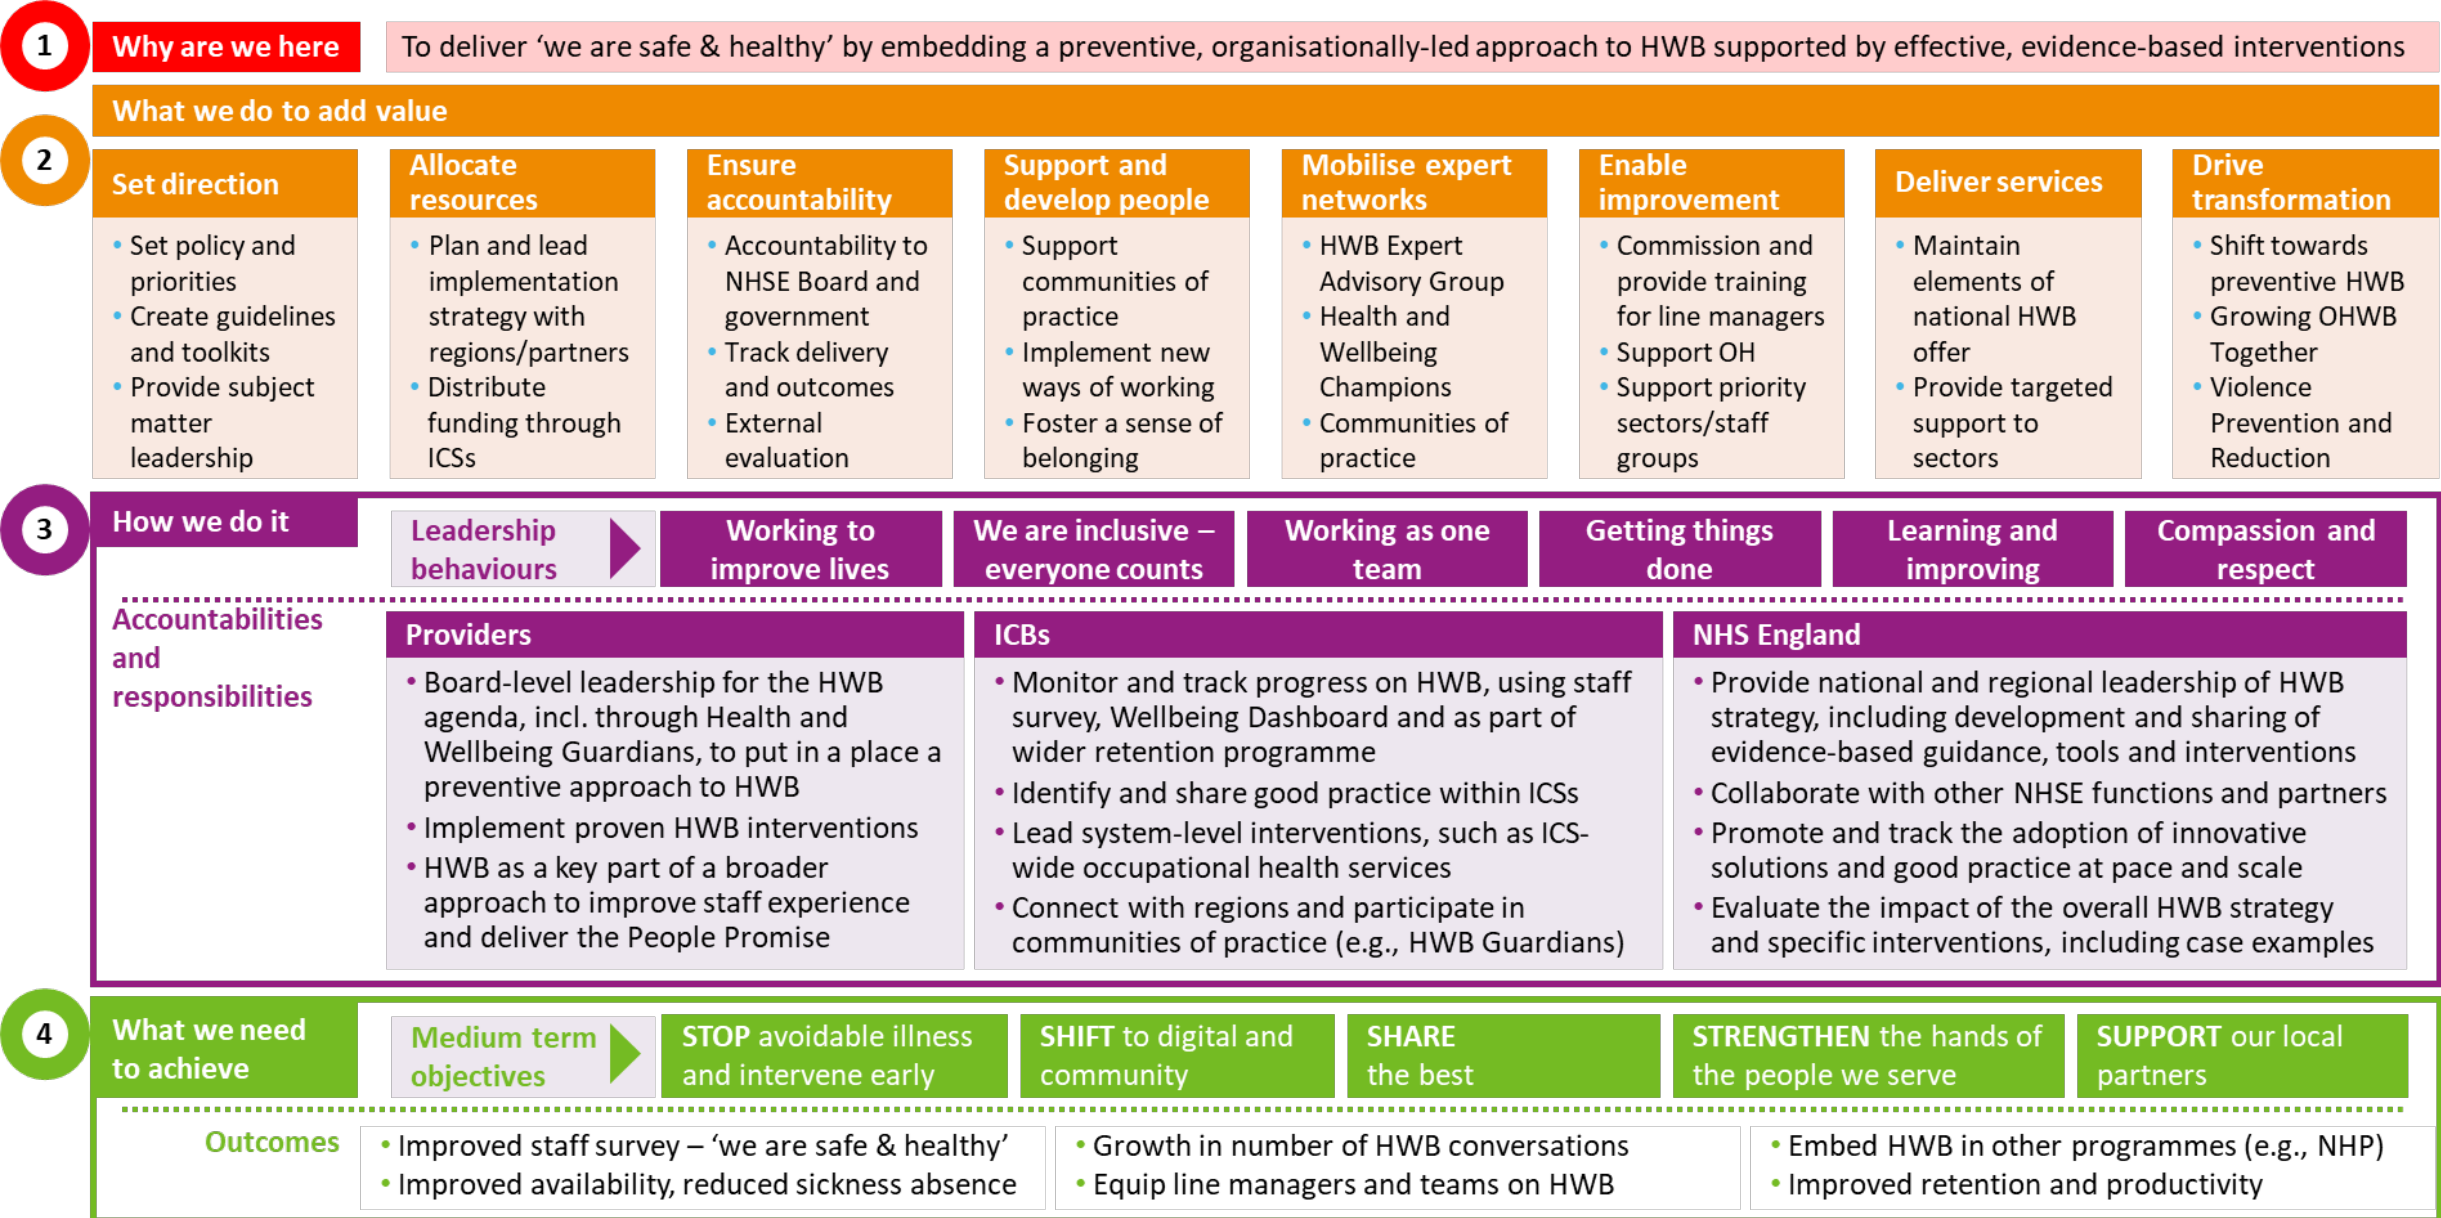 1
Why are we here
To deliver ‘we are safe & healthy’ by embedding a preventive, organisationally-led approach to HWB supported by effective, evidence-based interventions
What we do to add value
2
Set direction
• Set policy and
priorities
• Create guidelines
and toolkits
• Provide subject
matter
leadership
Allocate
resources
• Plan and lead
implementation
strategy with
regions/partners
• Distribute
funding through
ICSs
Ensure
accountability
• Accountability to
NHSE Board and
government
• Track delivery
and outcomes
• External
evaluation
Support and
develop people
• Support
communities of
practice
• Implement new
ways of working
• Foster a sense of
belonging
Mobilise expert
networks
• HWB Expert
Advisory Group
• Health and
Wellbeing
Champions
• Communities of
practice
Enable
improvement
• Commission and
provide training
for line managers
• Support OH
• Support priority
sectors/staff
groups
Deliver services
• Maintain
elements of
national HWB
offer
• Provide targeted
support to
sectors
Drive
transformation
• Shift towards
preventive HWB
• Growing OHWB
Together
• Violence
Prevention and
Reduction
3
How we do it
Leadership
behaviours
Working to
improve lives
We are inclusive –
everyone counts
Working as one
team
Getting things
done
Learning and
improving
Compassion and
respect
Accountabilities
and
responsibilities
Providers
• Board-level leadership for the HWB
agenda, incl. through Health and
Wellbeing Guardians, to put in a place a
preventive approach to HWB
• Implement proven HWB interventions
• HWB as a key part of a broader
approach to improve staff experience
and deliver the People Promise
ICBs
• Monitor and track progress on HWB, using staff
survey, Wellbeing Dashboard and as part of
wider retention programme
• Identify and share good practice within ICSs
• Lead system-level interventions, such as ICS-
wide occupational health services
• Connect with regions and participate in
communities of practice (e.g., HWB Guardians)
NHS England
• Provide national and regional leadership of HWB
strategy, including development and sharing of
evidence-based guidance, tools and interventions
• Collaborate with other NHSE functions and partners
• Promote and track the adoption of innovative
solutions and good practice at pace and scale
• Evaluate the impact of the overall HWB strategy
and specific interventions, including case examples
4
What we need
to achieve
Medium term
objectives
STOP avoidable illness
and intervene early
SHIFT to digital and
community
SHARE
the best
STRENGTHEN the hands of
the people we serve
SUPPORT our local
partners
Outcomes
• Improved staff survey – ‘we are safe & healthy’
• Improved availability, reduced sickness absence
• Growth in number of HWB conversations
• Equip line managers and teams on HWB
• Embed HWB in other programmes (e.g., NHP)
• Improved retention and productivity